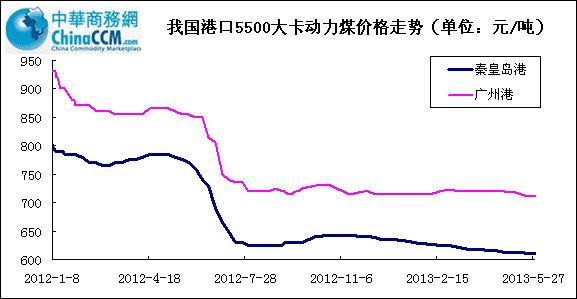 中華商務網
ChinaCCM.com
China Commodity Marketplace
我国港口5500大卡动力煤价格走势（单位：元/吨）
秦皇岛港
广州港
950
900
850
800
750
700
650
600
2012-1-8 2012-4-18 2012-7-28 2012-11-6 2013-2-15 2013-5-27